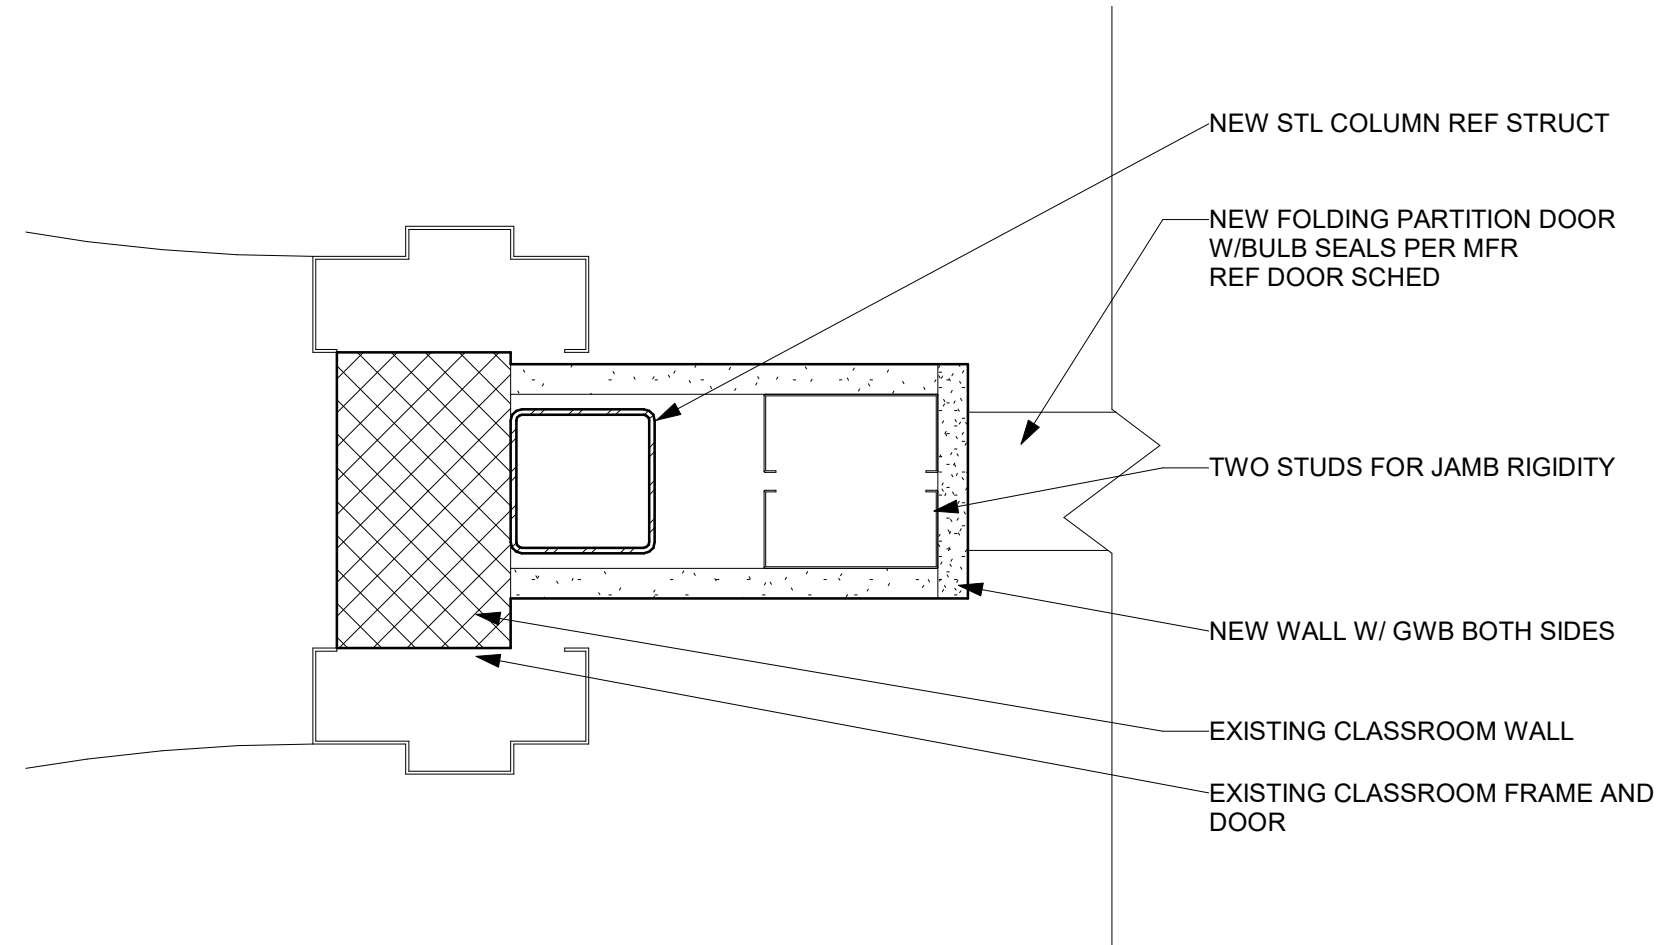 NEW STL COLUMN REF STRUCT
NEW FOLDING PARTITION DOOR
W/BULB SEALS PER MFR
REF DOOR SCHED
TWO STUDS FOR JAMB RIGIDITY
NEW WALL W/ GWB BOTH SIDES
EXISTING CLASSROOM WALL
EXISTING CLASSROOM FRAME AND
DOOR